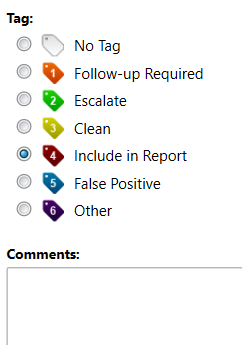 Tag:
No Tag
1 Follow-up Required
2 Escalate
3 Clean
4 Include in Report
5 False Positive
6 Other
Comments: